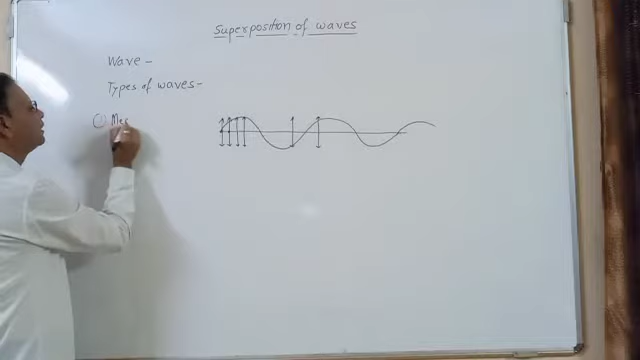 Superposition of waves
Wave -
Types of waves -
① Mec